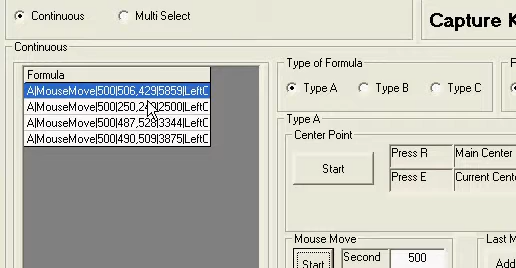 Continuous
Multi Select
Capture K
Continuous
Formula
A|MouseMove|500|506,429|5859|LeftC
A|MouseMove|500|250,2
|2500|LeftC
A|MouseMove|500|487,528|3344|LeftC
A|MouseMove|500|490,509|3875|LeftC
Type of Formula
F
Type A
Type B
Type C
Type A
Center Point
Start
Press R
Main Center
Press E
Current Cente
Mouse Move
Start
Second
500
Last M
Add